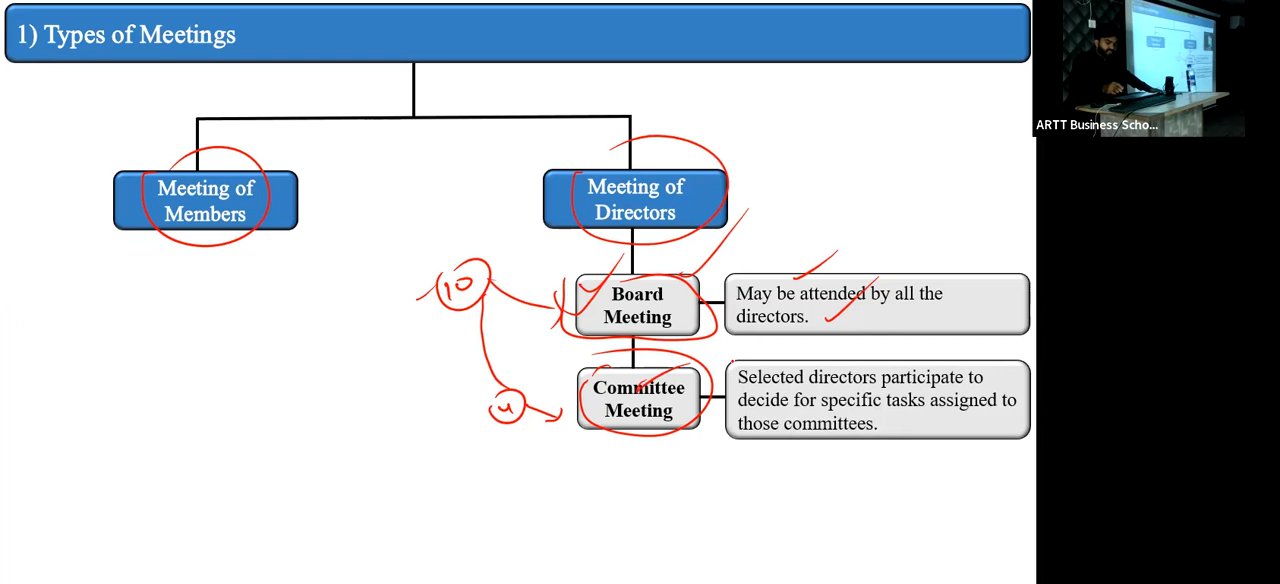 1) Types of Meetings
ARTT Business Scho...
Meeting of
Members
Meeting of
Directors
10
Board
Meeting
May be attended by all the
directors.
4
Committee
Meeting
Selected directors participate to
decide for specific tasks assigned to
those committees.